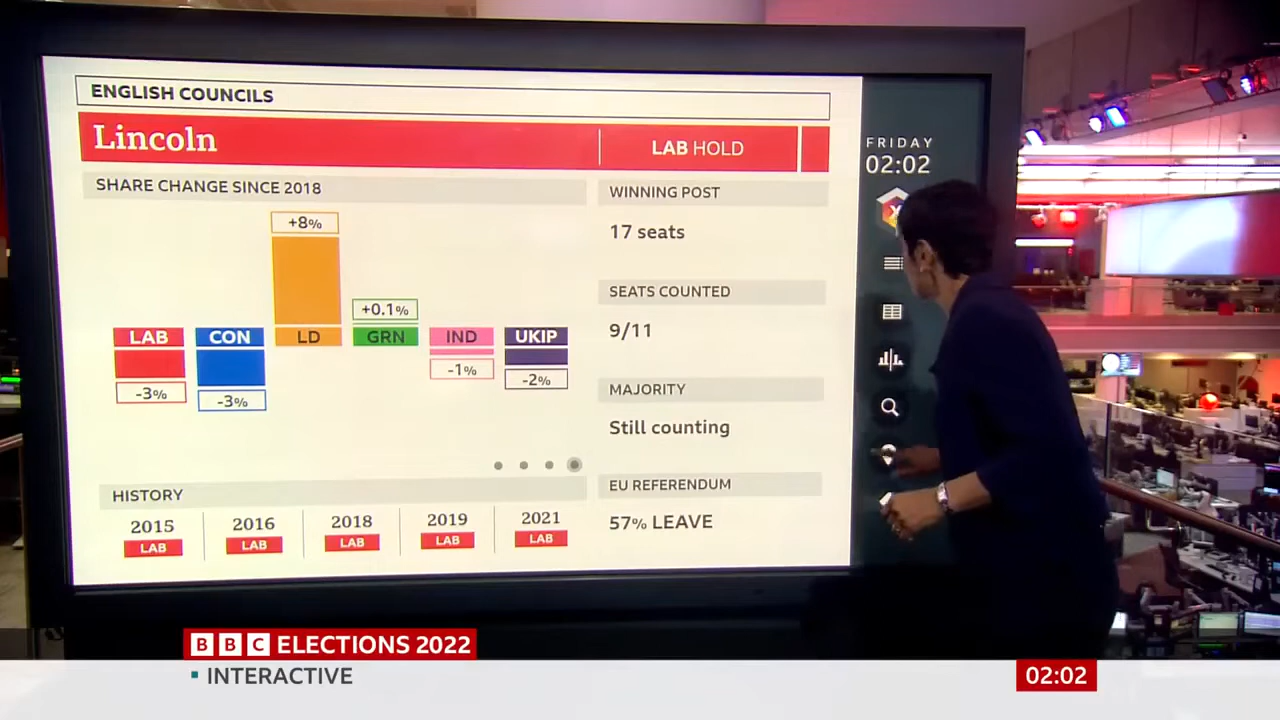 ENGLISH COUNCILS
Lincoln
LAB HOLD
FRIDAY
02:02
SHARE CHANGE SINCE 2018
WINNING POST
17 seats
+8%
SEATS COUNTED
9/11
+0.1%
LAB
CON
LD
GRN
IND
UKIP
-3%
-3%
-1%
-2%
MAJORITY
Still counting
HISTORY
2015
2016
2018
2019
2021
LAB
LAB
LAB
LAB
LAB
EU REFERENDUM
57% LEAVE
BBC ELECTIONS 2022
INTERACTIVE
02:02